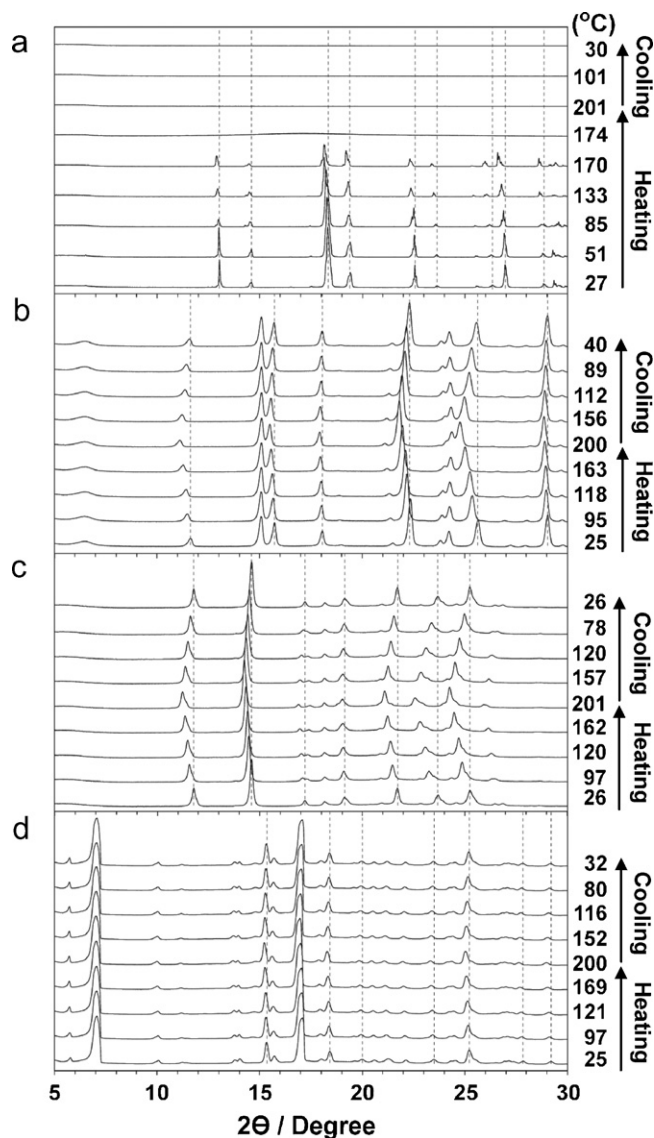 (°C)
a
30
101
201
174
170
133
85
51
27
Cooling
Heating
b
40
89
112
156
200
163
118
95
25
Cooling
Heating
c
26
78
120
157
201
162
120
97
26
Cooling
Heating
d
32
80
116
152
200
169
121
97
25
Cooling
Heating
5 10 15 20 25 30
2Θ / Degree